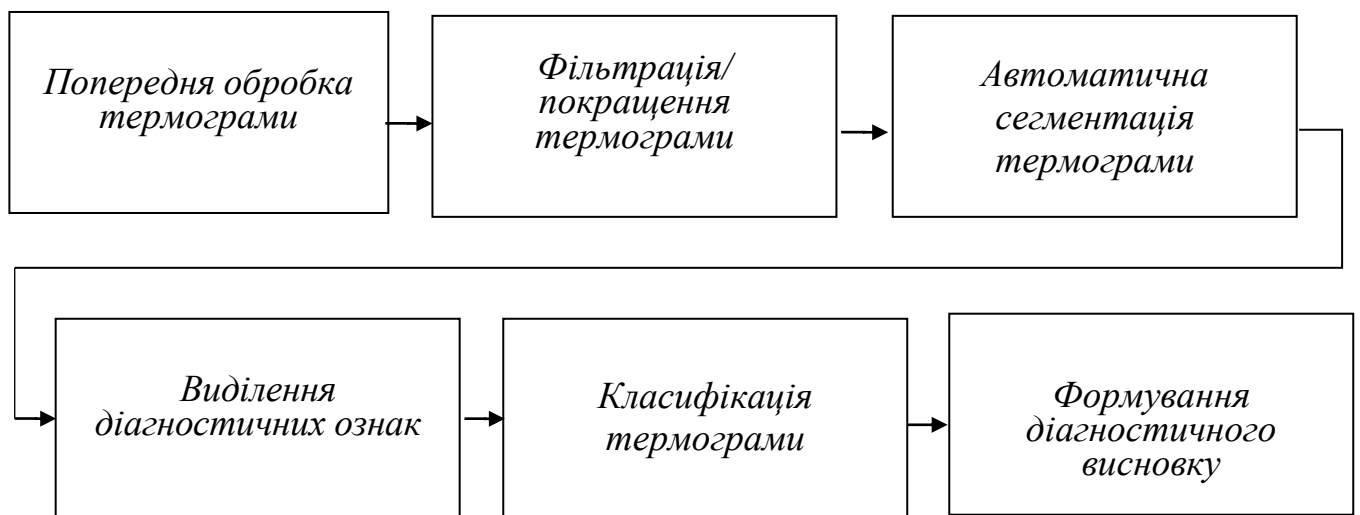 Попередня обробка
термограми
Фільтрація/
покращення
термограми
Автоматична
сегментація
термограми
Виділення
діагностичних ознак
Класифікація
термограми
Формування
діагностичного
висновку